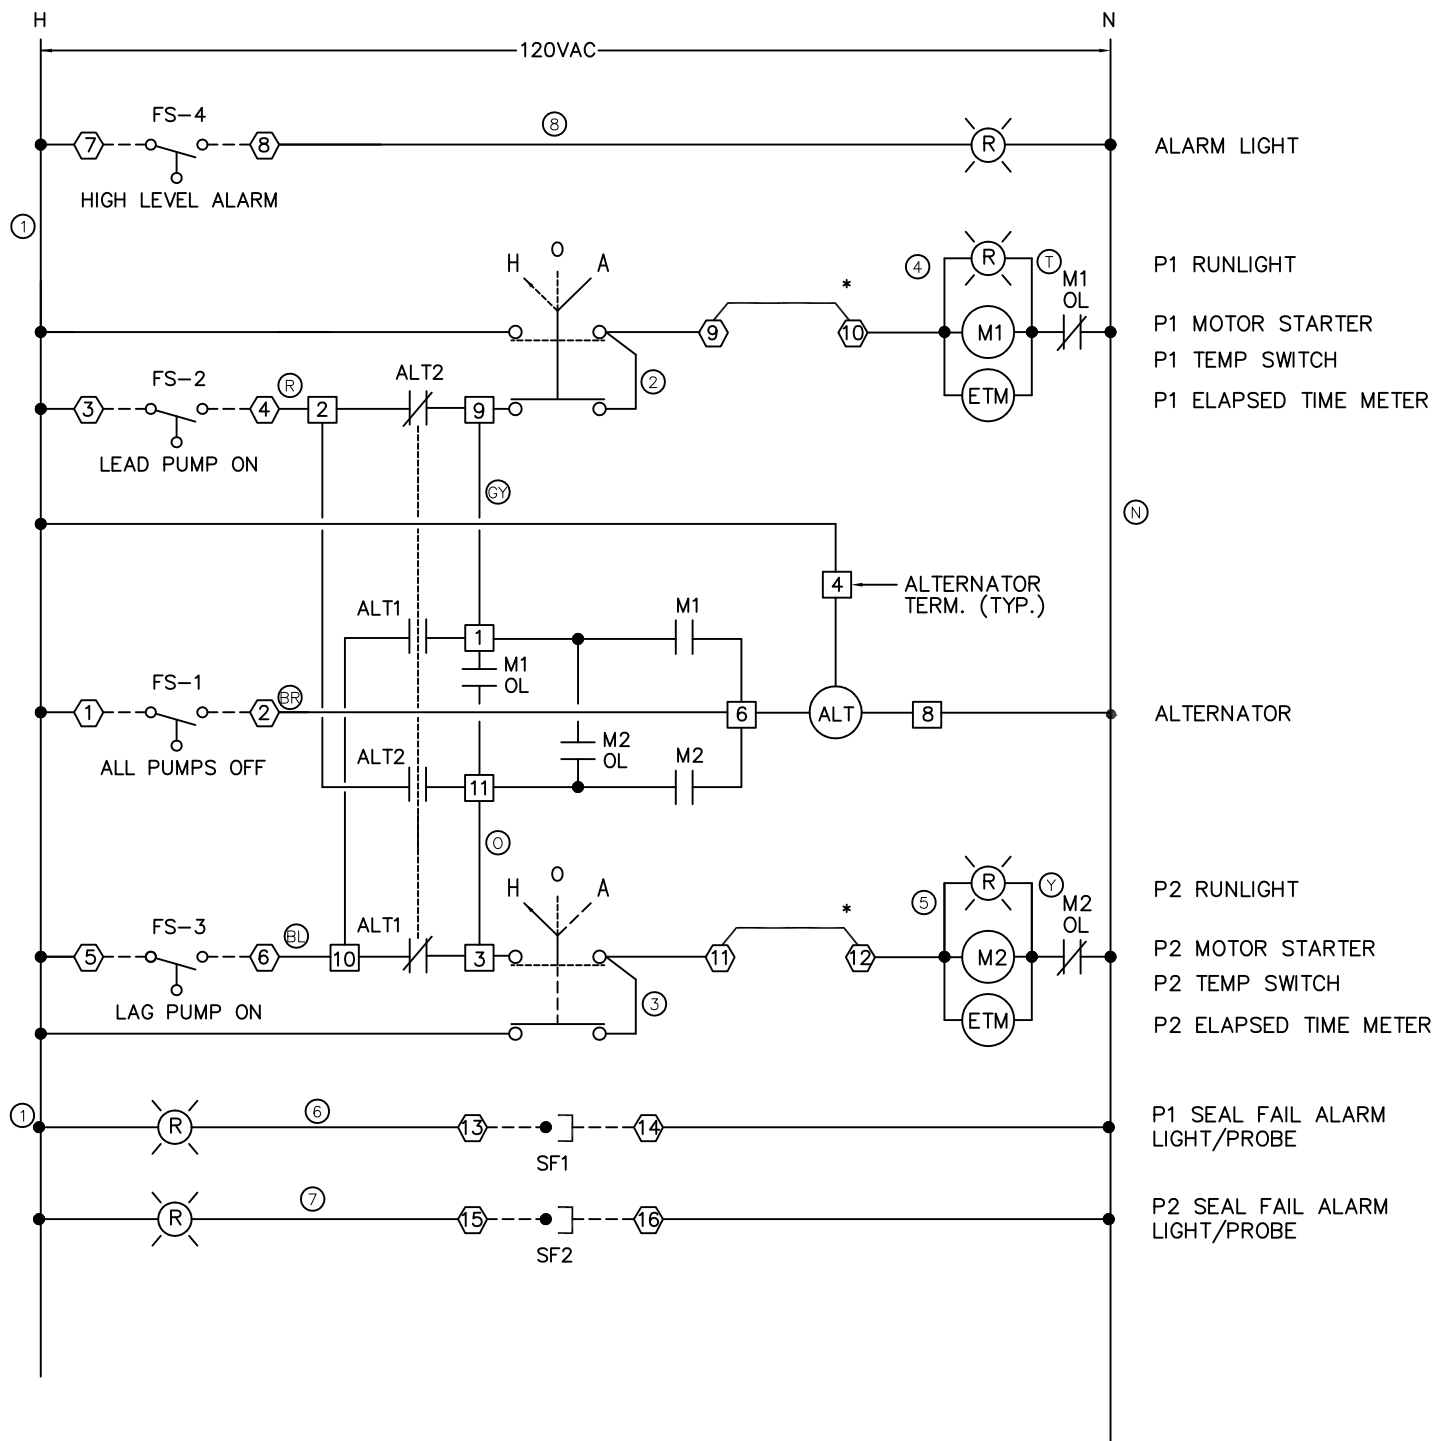 H N
120VAC
FS-4
8
7 8 R ALARM LIGHT
HIGH LEVEL ALARM
1
H O A
4 R T P1 RUNLIGHT
* M1
OL
9 10 M1 P1 MOTOR STARTER
P1 TEMP SWITCH
FS-2 R ALT2 2
3 4 2 9 ETM P1 ELAPSED TIME METER
LEAD PUMP ON
GY N
4 ALTERNATOR
TERM. (TYP.)
ALT1 1 M1
M1
OL
FS-1 BR
1 2 6 ALT 8 ALTERNATOR
M2
OL
ALL PUMPS OFF ALT2 11 M2
O
H O A
5 R Y P2 RUNLIGHT
* M2
OL
FS-3 BL ALT1
5 6 10 3 11 12 M2 P2 MOTOR STARTER
P2 TEMP SWITCH
LAG PUMP ON 3
ETM P2 ELAPSED TIME METER
1 6
R 13 14 P1 SEAL FAIL ALARM
LIGHT/PROBE
SF1
7
R 15 16 P2 SEAL FAIL ALARM
LIGHT/PROBE
SF2